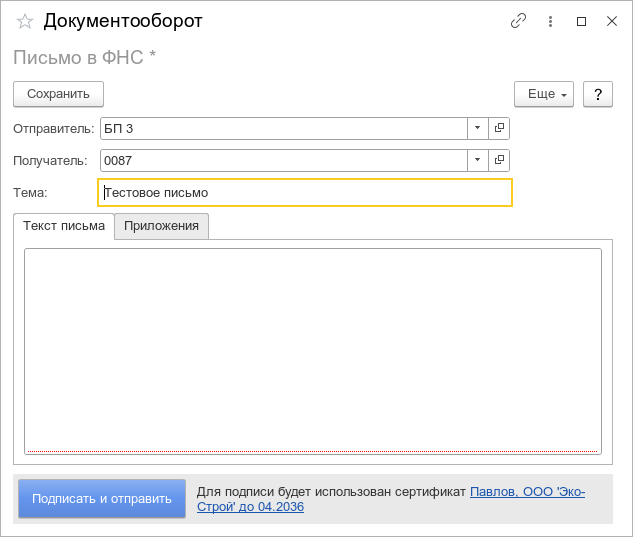 Документооборот
Письмо в ФНС *
Сохранить
Еще
?
Отправитель:
БП 3
Получатель:
0087
Тема:
Тестовое письмо
Текст письма
Приложения
Подписать и отправить
Для подписи будет использован сертификат Павлов, ООО 'Эко-
Строй' до 04.2036